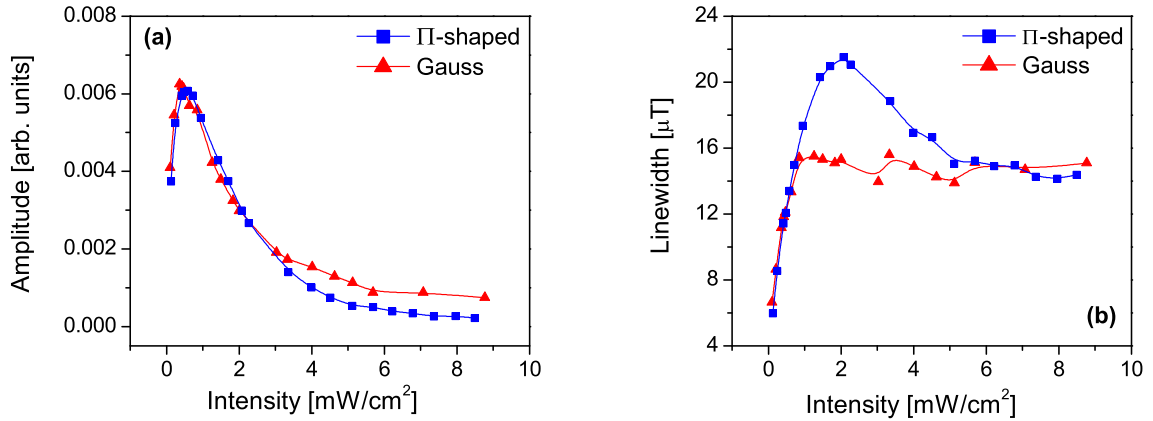 0.008
0.006
0.004
0.002
0.000
Amplitude [arb. units]
(a)
Π-shaped
Gauss
0 2 4 6 8 10
Intensity [mW/cm²]
24
20
16
12
8
4
Linewidth [μT]
Π-shaped
Gauss
(b)
0 2 4 6 8 10
Intensity [mW/cm²]